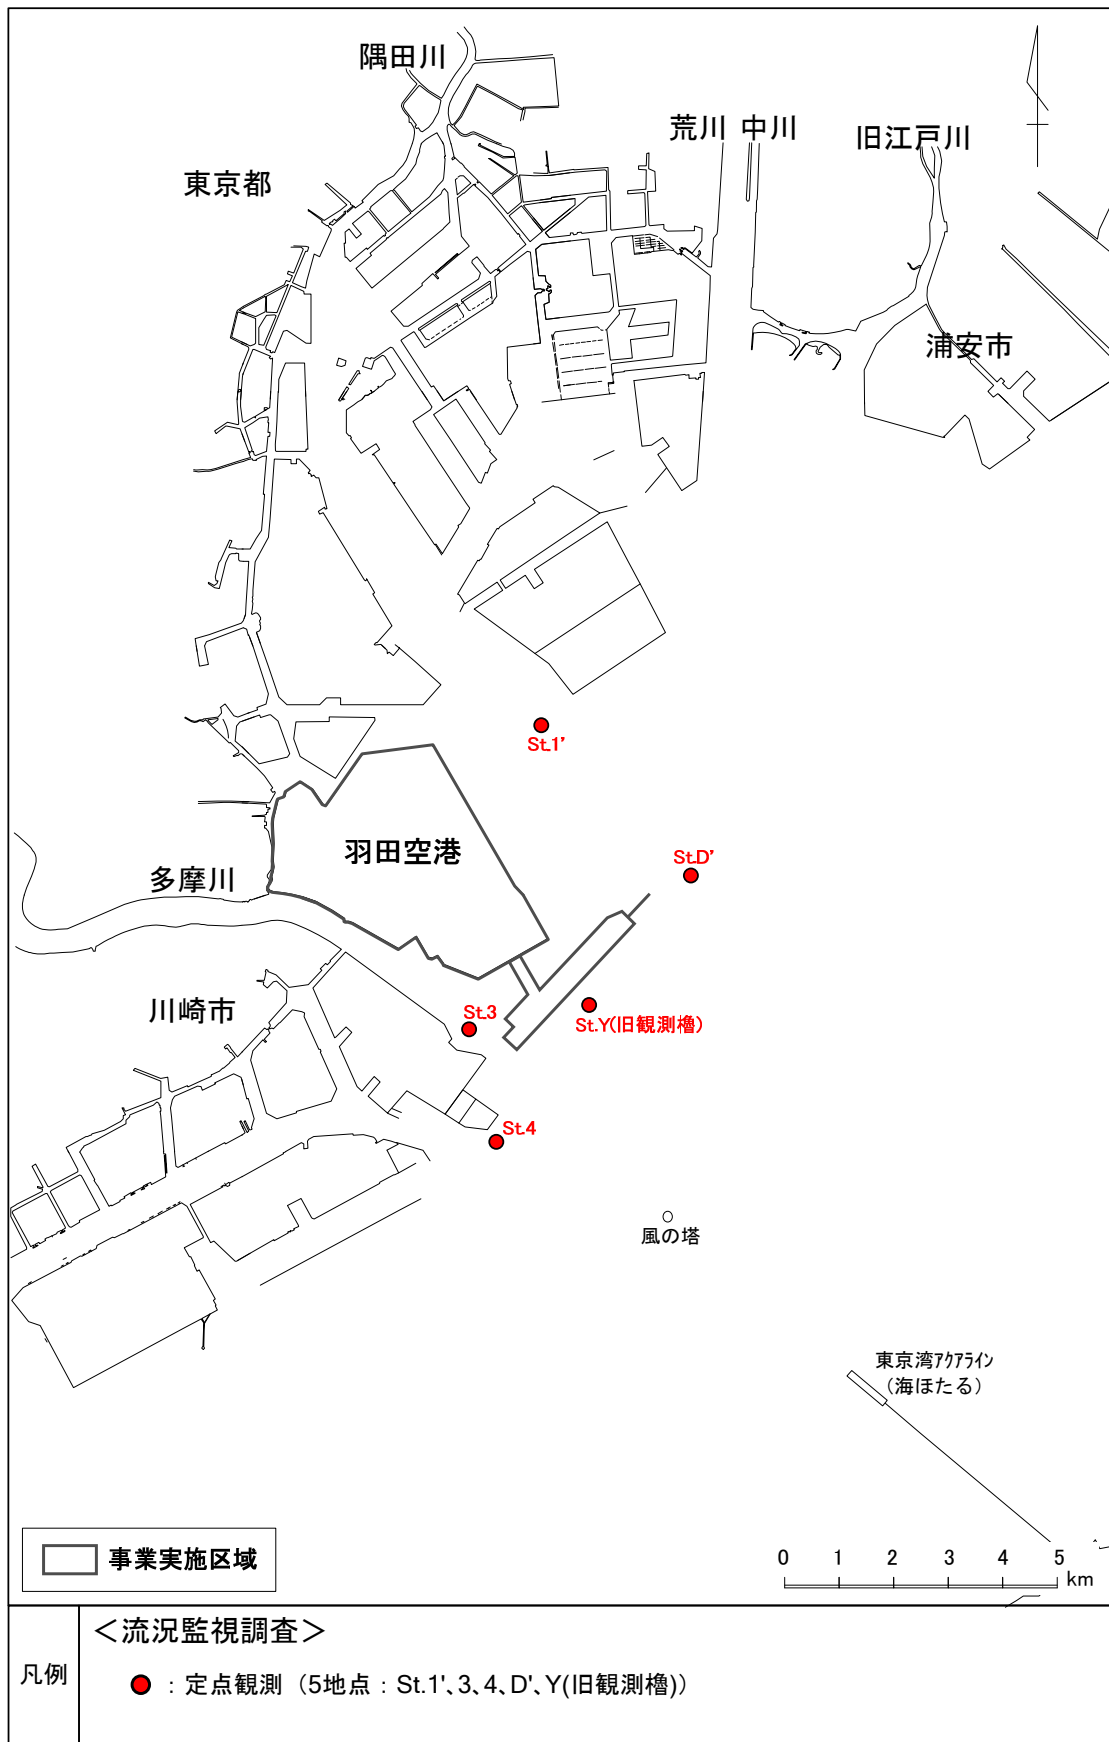 隅田川
荒川 中川
旧江戸川
東京都
浦安市
St.1'
羽田空港
St.D'
多摩川
川崎市
St.3
St.Y(旧観測櫓)
St.4
風の塔
東京湾アクアライン
（海ほたる）
事業実施区域
0 1 2 3 4 5
km
凡例
＜流況監視調査＞
：定点観測（5地点：St.1'、3、4、D'、Y(旧観測櫓)）